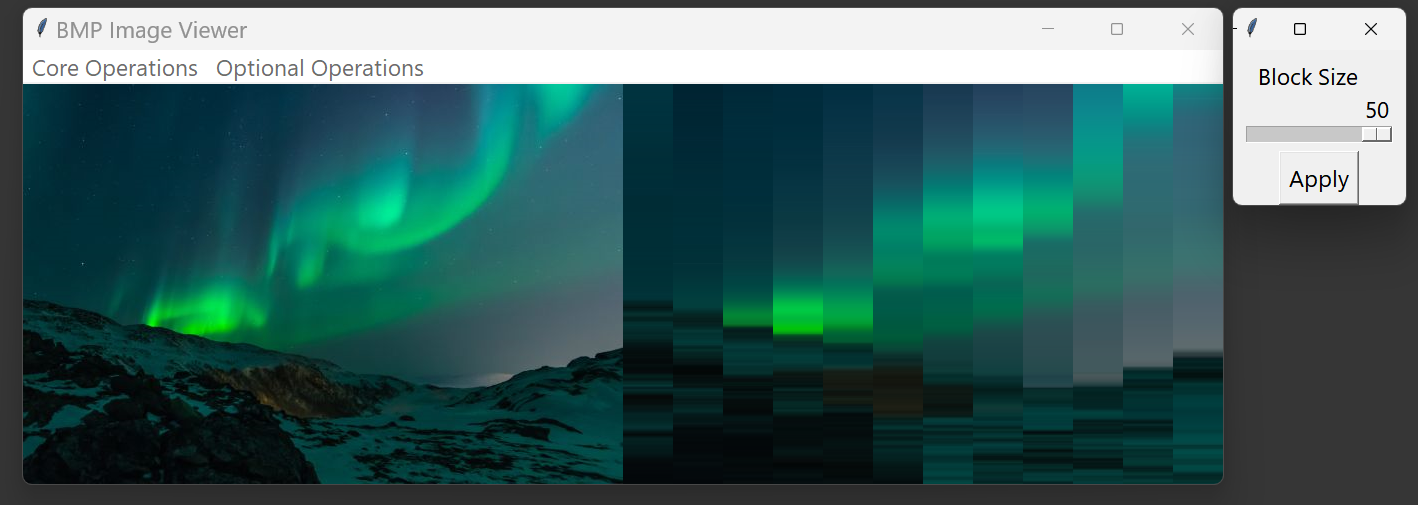 BMP Image Viewer
Core Operations Optional Operations
Block Size
50
Apply